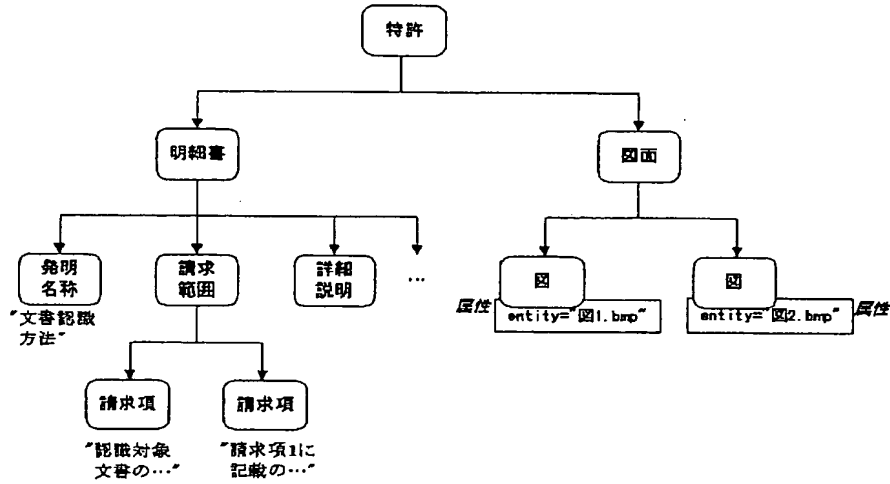 特許
明細書
図面
発明
名称
請求
範囲
詳細
説明
…
図
図
属性
entity="図1.bmp"
entity="図2.bmp"
属性
"文書認識
方法"
請求項
請求項
"認識対象
文書の…"
"請求項1に
記載の…"